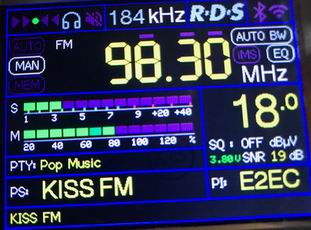 184 kHz R·D·S
AUTO FM 98.30 AUTO BW
MAN iMS EQ
MEM MHz
S
1 3 5 7 9 +20 +40
M
20 40 60 80 100 120 %
18.0
SQ: OFF dBµV
3.80V SNR 19 dB
PTY: Pop Music
PS: KISS FM
PI: E2EC
KISS FM